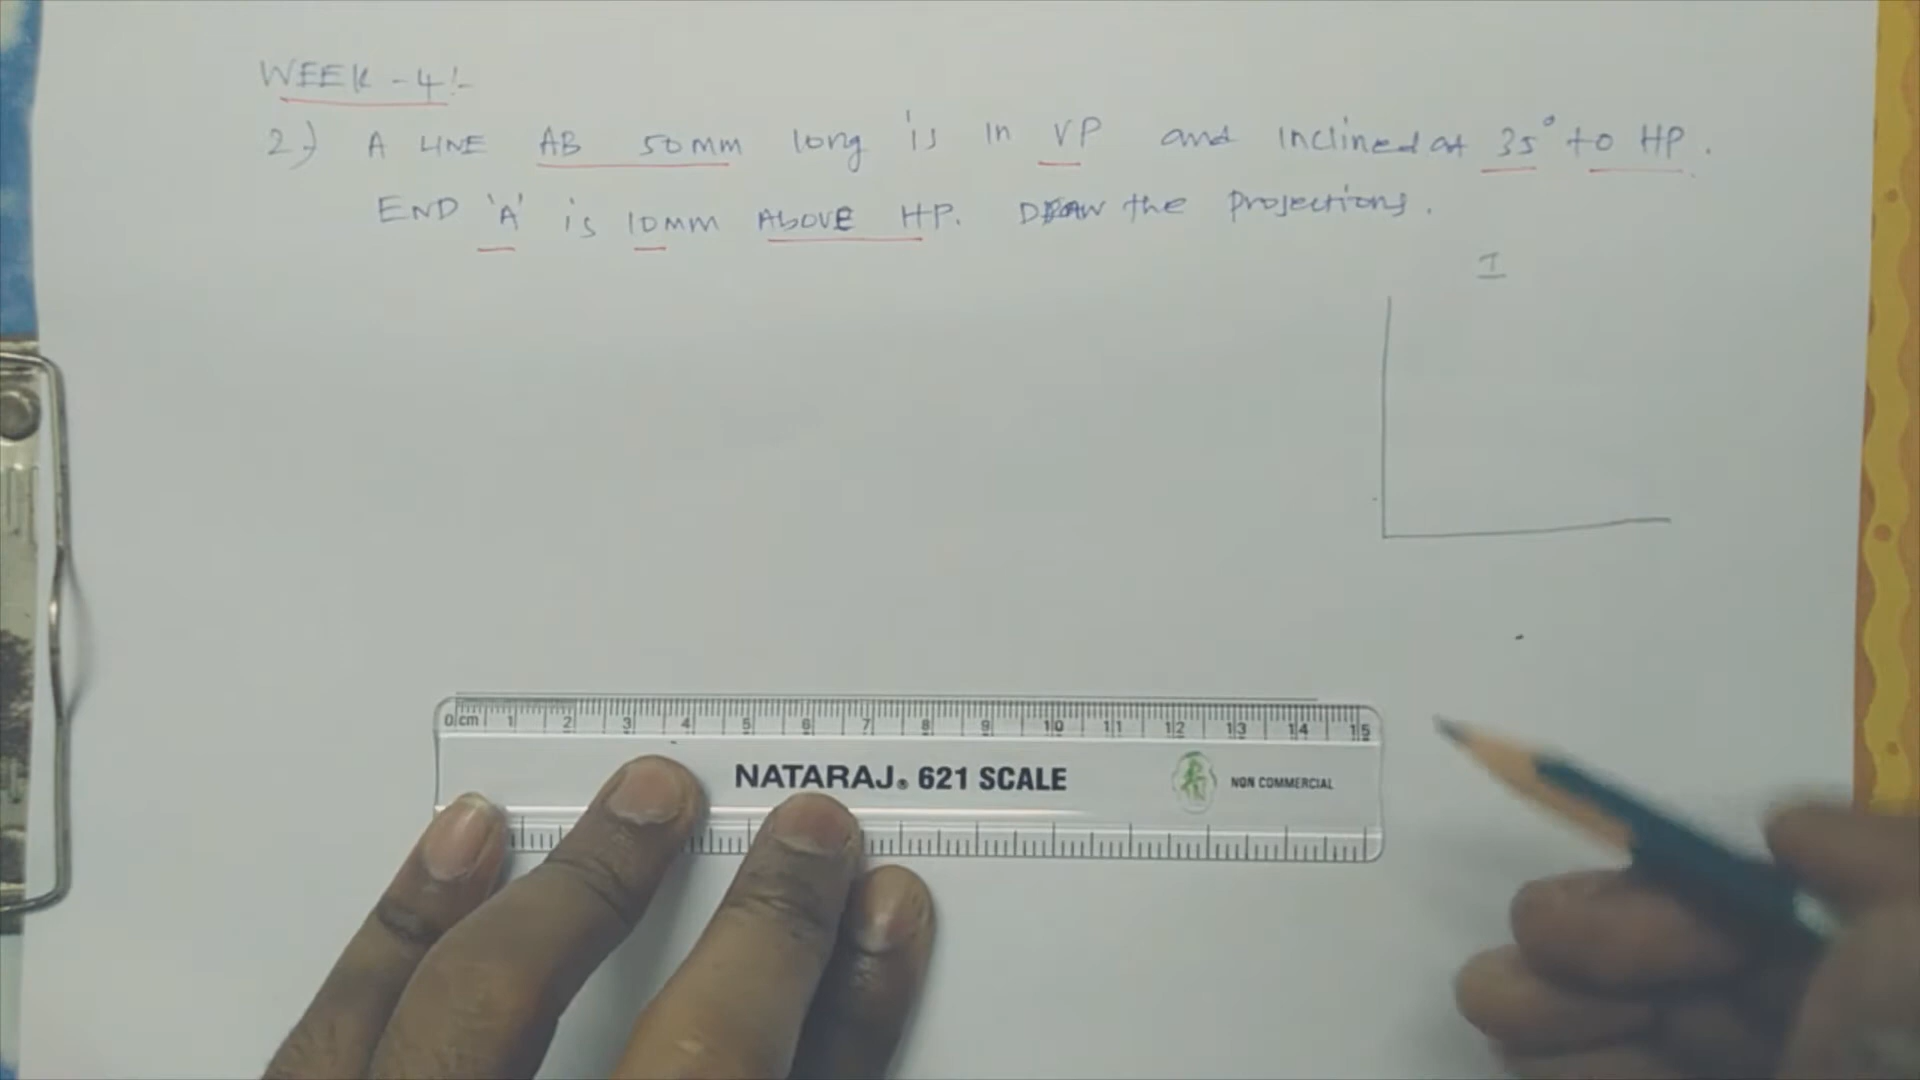 WEEK - 4!-
2) A LINE AB 50mm long is in VP and inclined at 35° to HP.
END 'A' is 10mm ABOVE HP. DRAW the projections.
I
0 cm 1 2 3 4 5 6 7 8 9 10 11 12 13 14 15
NATARAJ® 621 SCALE NON COMMERCIAL